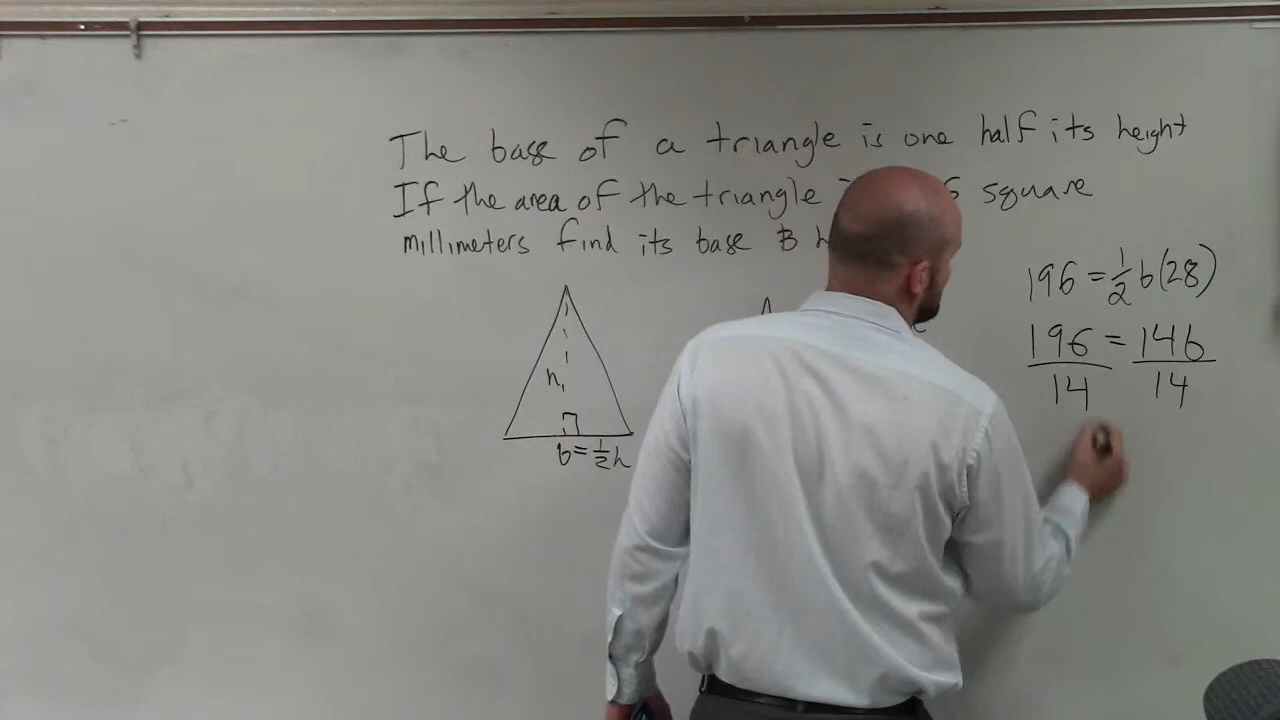 The base of a triangle is one half its height
If the area of the triangle square
millimeters find its base & h
h
b=½h
196 = ½ b(28)
196 = 14b
14 14